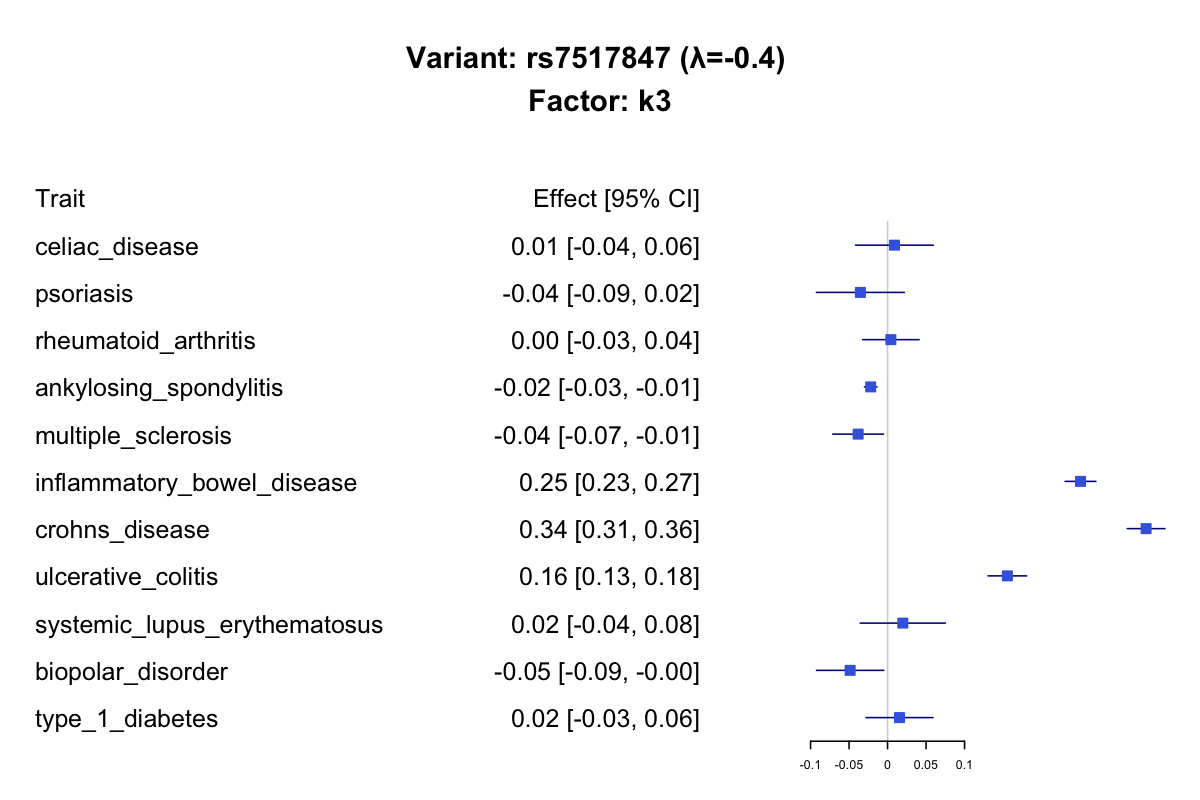 Variant: rs7517847 (λ=-0.4)
Factor: k3
Trait Effect [95% CI]
celiac_disease 0.01 [-0.04, 0.06]
psoriasis -0.04 [-0.09, 0.02]
rheumatoid_arthritis 0.00 [-0.03, 0.04]
ankylosing_spondylitis -0.02 [-0.03, -0.01]
multiple_sclerosis -0.04 [-0.07, -0.01]
inflammatory_bowel_disease 0.25 [0.23, 0.27]
crohns_disease 0.34 [0.31, 0.36]
ulcerative_colitis 0.16 [0.13, 0.18]
systemic_lupus_erythematosus 0.02 [-0.04, 0.08]
biopolar_disorder -0.05 [-0.09, -0.00]
type_1_diabetes 0.02 [-0.03, 0.06]
-0.1 -0.05 0 0.05 0.1